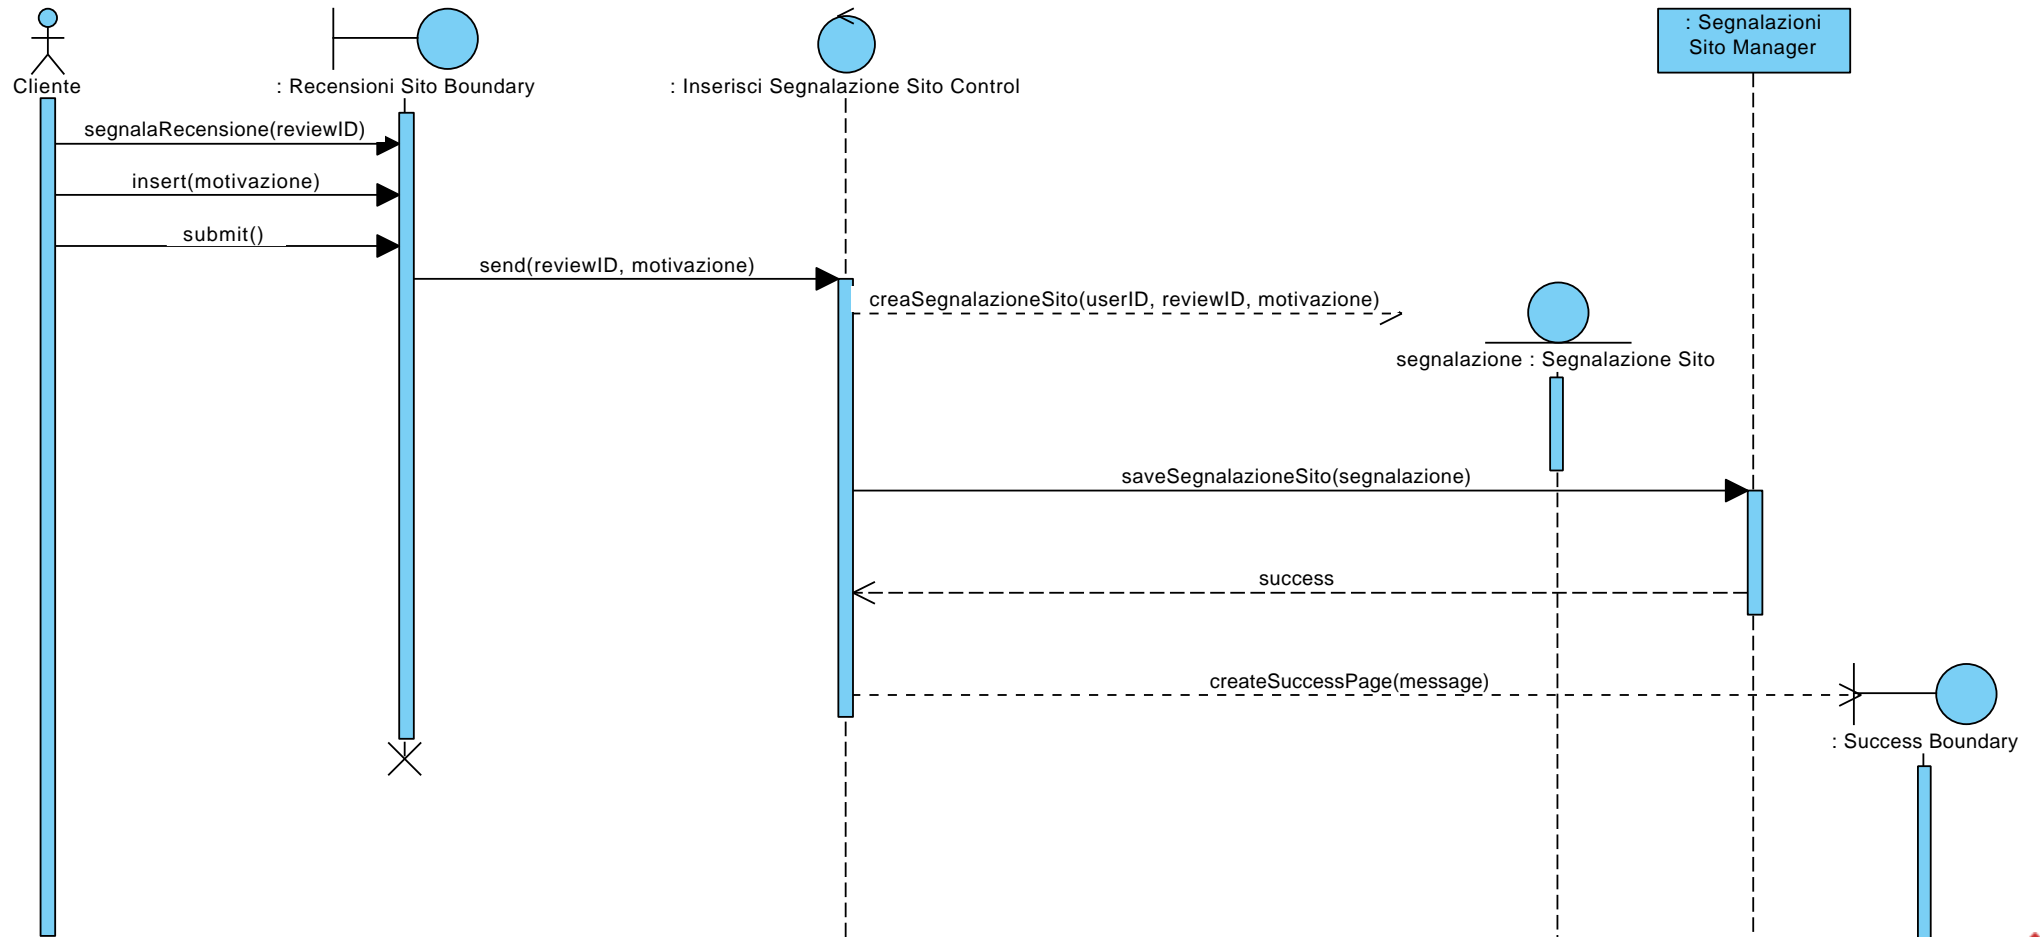 : Segnalazioni
Sito Manager
Cliente
: Recensioni Sito Boundary
: Inserisci Segnalazione Sito Control
segnalaRecensione(reviewID)
insert(motivazione)
submit()
send(reviewID, motivazione)
creaSegnalazioneSito(userID, reviewID, motivazione)
segnalazione : Segnalazione Sito
saveSegnalazioneSito(segnalazione)
success
createSuccessPage(message)
: Success Boundary